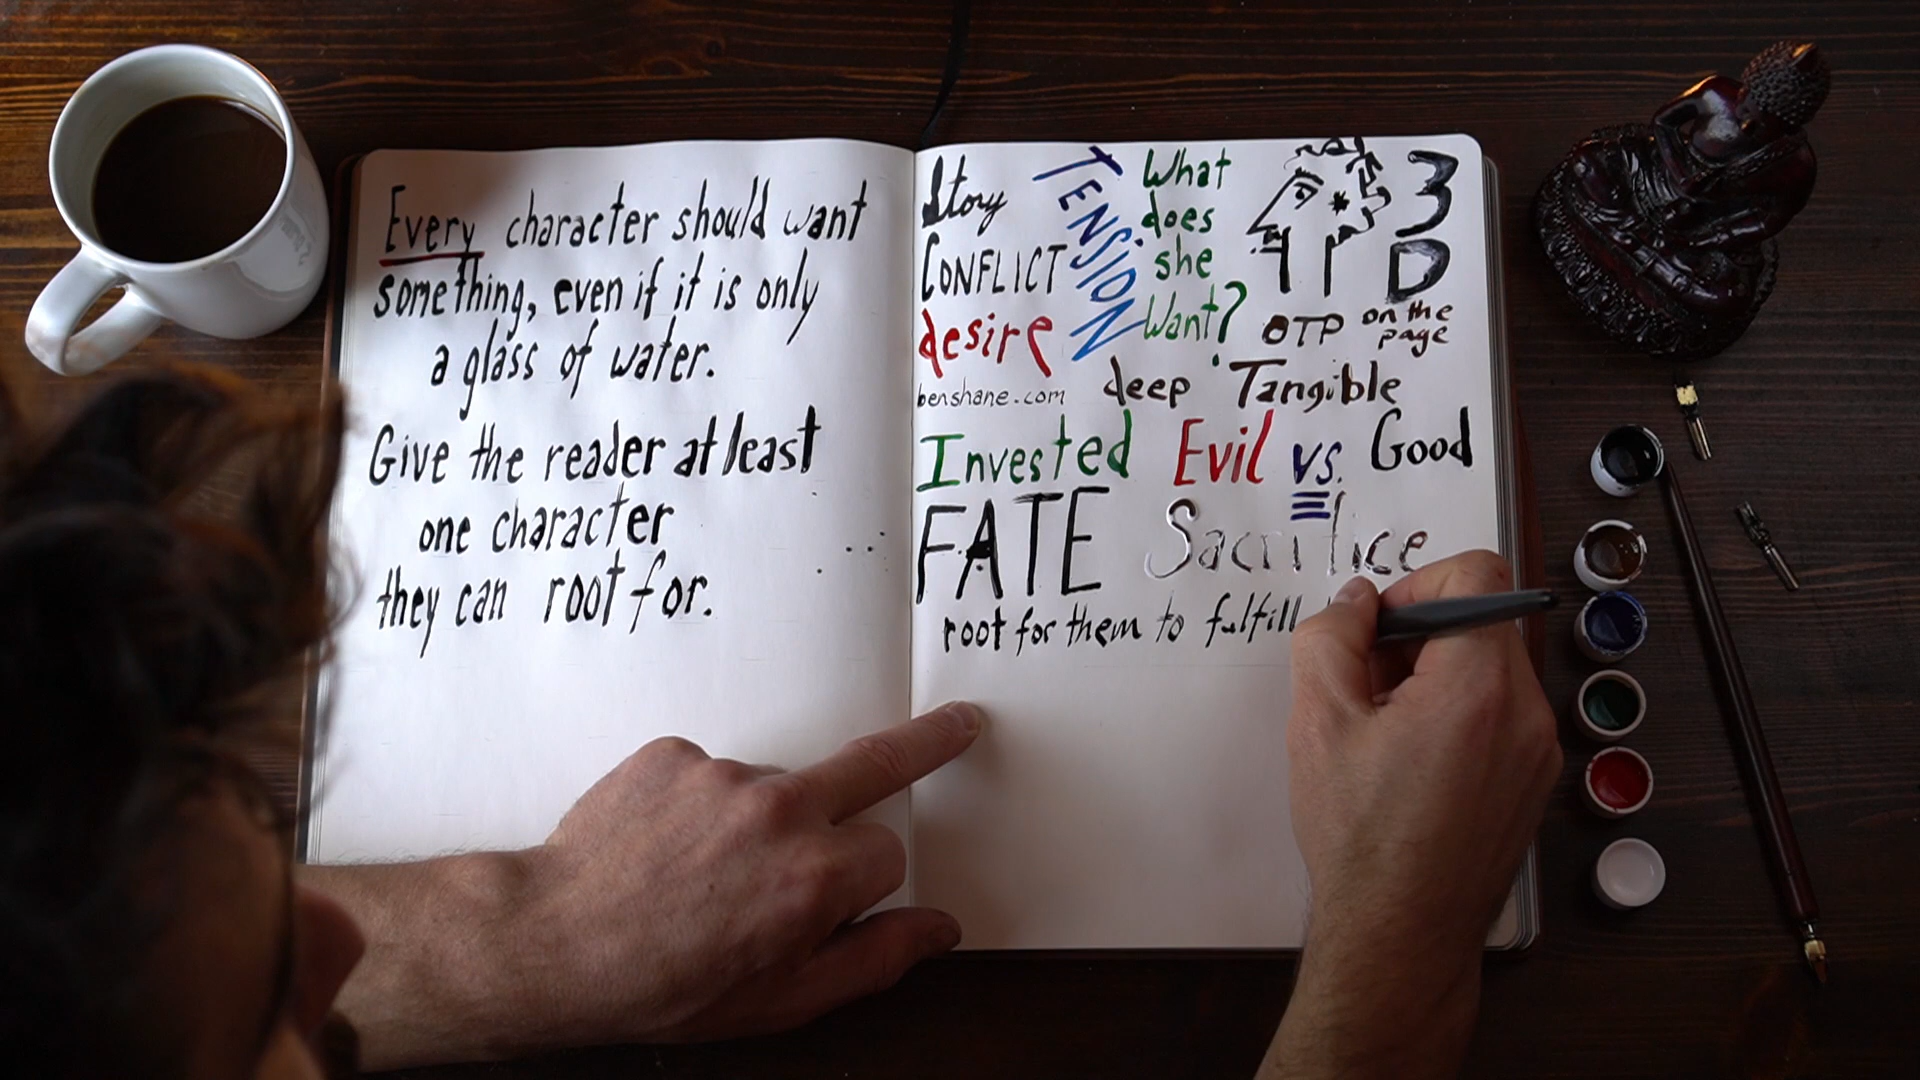 Every character should want
something, even if it is only
a glass of water.
Give the reader at least
one character
they can root for.
Story
CONFLICT
desire
benshane.com
TENSION
What
does
she
Want?
3
D
OTP
on the
page
deep
Tangible
Invested
Evil vs. Good
FATE
Sacrifice
root for them to fulfill